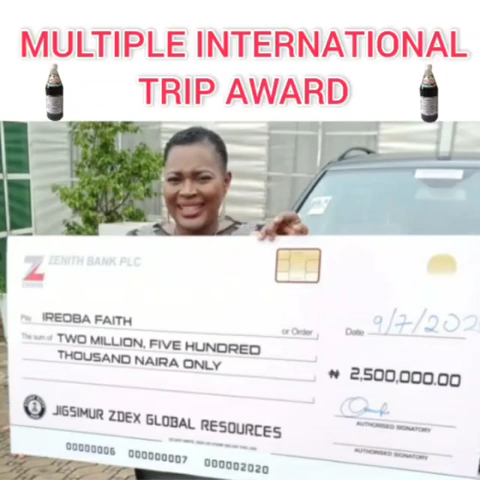 MULTIPLE INTERNATIONAL
TRIP AWARD
ZENITH BANK PLC
ZENITH
Pay IREOBA FAITH or Order
Date 9/7/202
The sum of TWO MILLION, FIVE HUNDRED
THOUSAND NAIRA ONLY
₦ 2,500,000.00
AUTHORISED SIGNATORY
JIGSIMUR ZDEX GLOBAL RESOURCES
AUTHORISED SIGNATORY
00000006 000000007 000002020